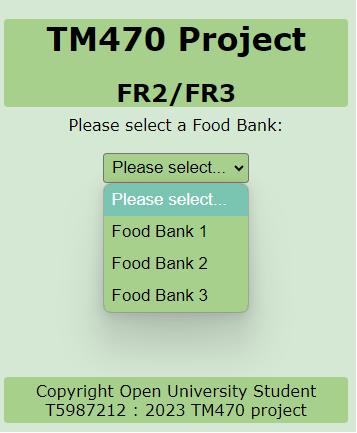 TM470 Project
FR2/FR3
Please select a Food Bank:
Please select...
Please select...
Food Bank 1
Food Bank 2
Food Bank 3
Copyright Open University Student
T5987212 : 2023 TM470 project